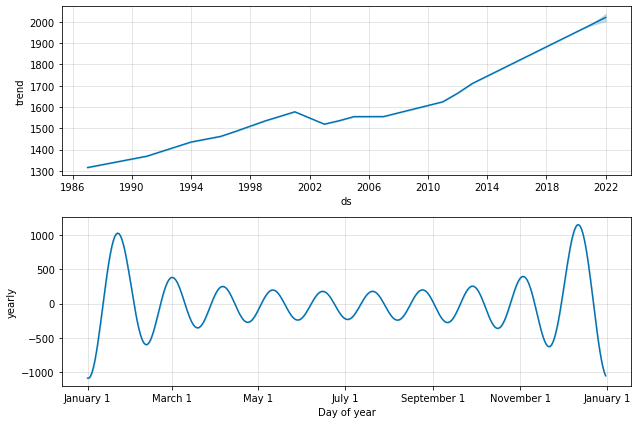 2000
1900
1800
1700
1600
1500
1400
1300
trend
1986 1990 1994 1998 2002 2006 2010 2014 2018 2022
ds
1000
500
0
−500
−1000
yearly
January 1 March 1 May 1 July 1 September 1 November 1 January 1
Day of year